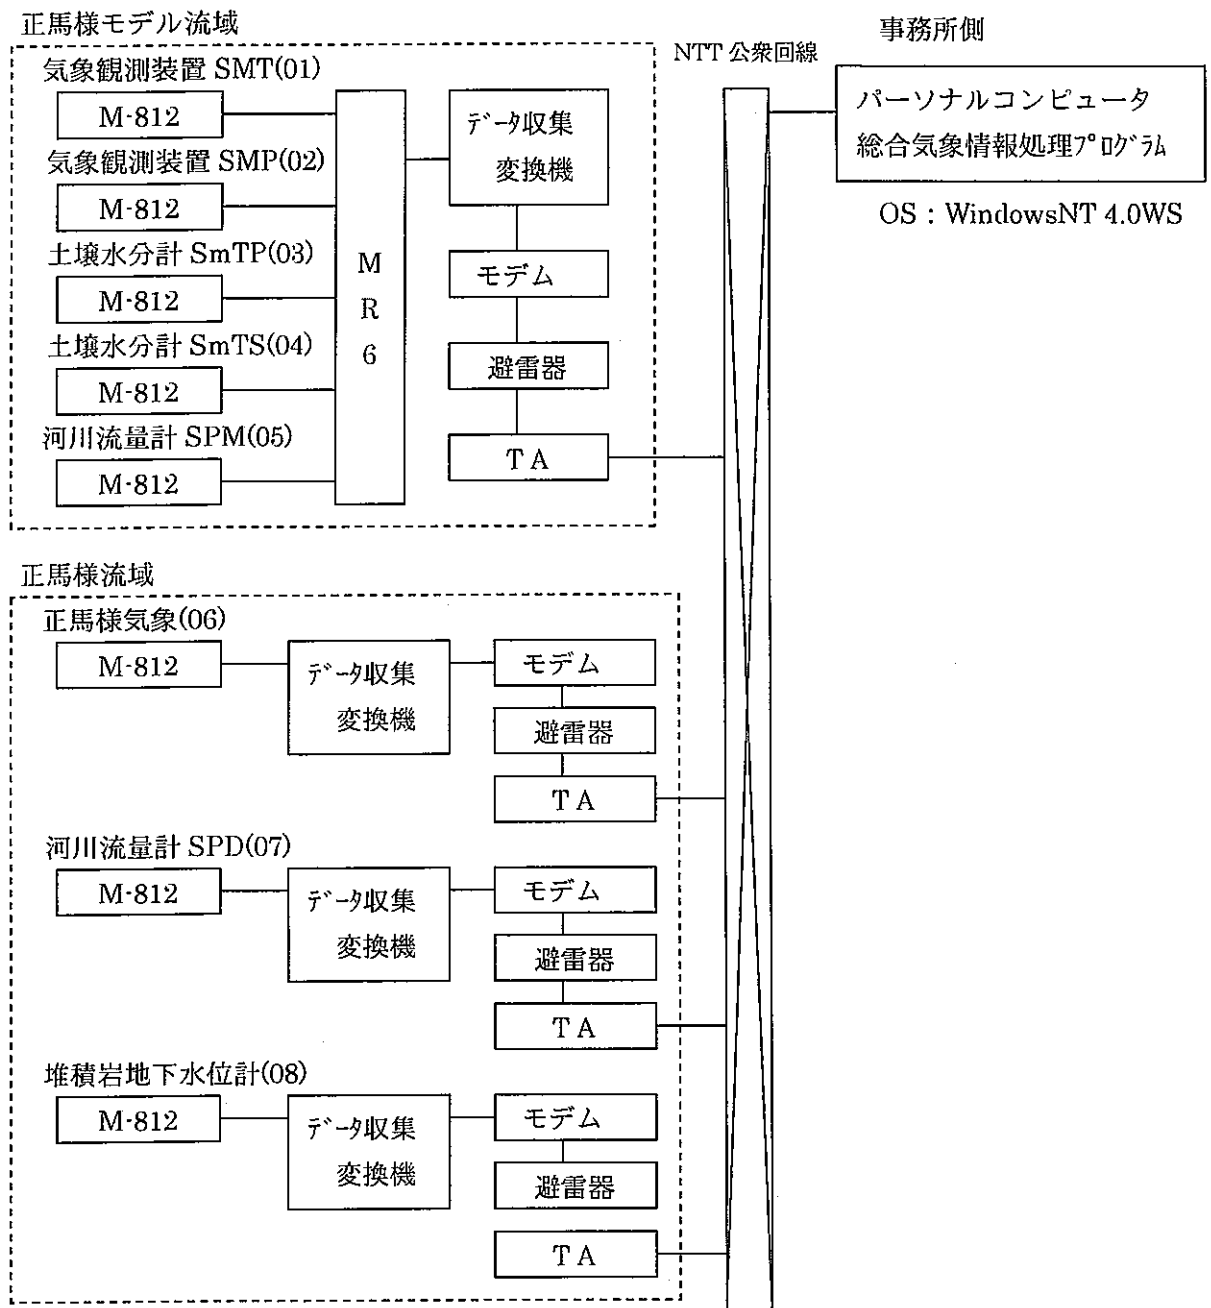 正馬様モデル流域
気象観測装置 SMT(01)
M-812
気象観測装置 SMP(02)
M-812
土壌水分計 SmTP(03)
M-812
土壌水分計 SmTS(04)
M-812
河川流量計 SPM(05)
M-812
M
R
6
データ収集
変換機
モデム
避雷器
TA
NTT 公衆回線
事務所側
パーソナルコンピュータ
総合気象情報処理プログラム
OS : WindowsNT 4.0WS
正馬様流域
正馬様気象(06)
M-812
データ収集
変換機
モデム
避雷器
TA
河川流量計 SPD(07)
M-812
データ収集
変換機
モデム
避雷器
TA
堆積岩地下水位計(08)
M-812
データ収集
変換機
モデム
避雷器
TA